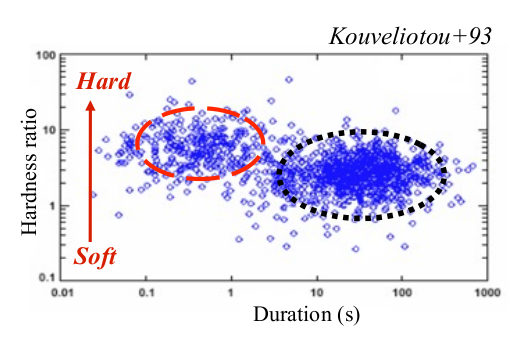 Kouveliotou+93
100
Hard
10
Hardness ratio
1
Soft
0.1
0.01 0.1 1 10 100 1000
Duration (s)